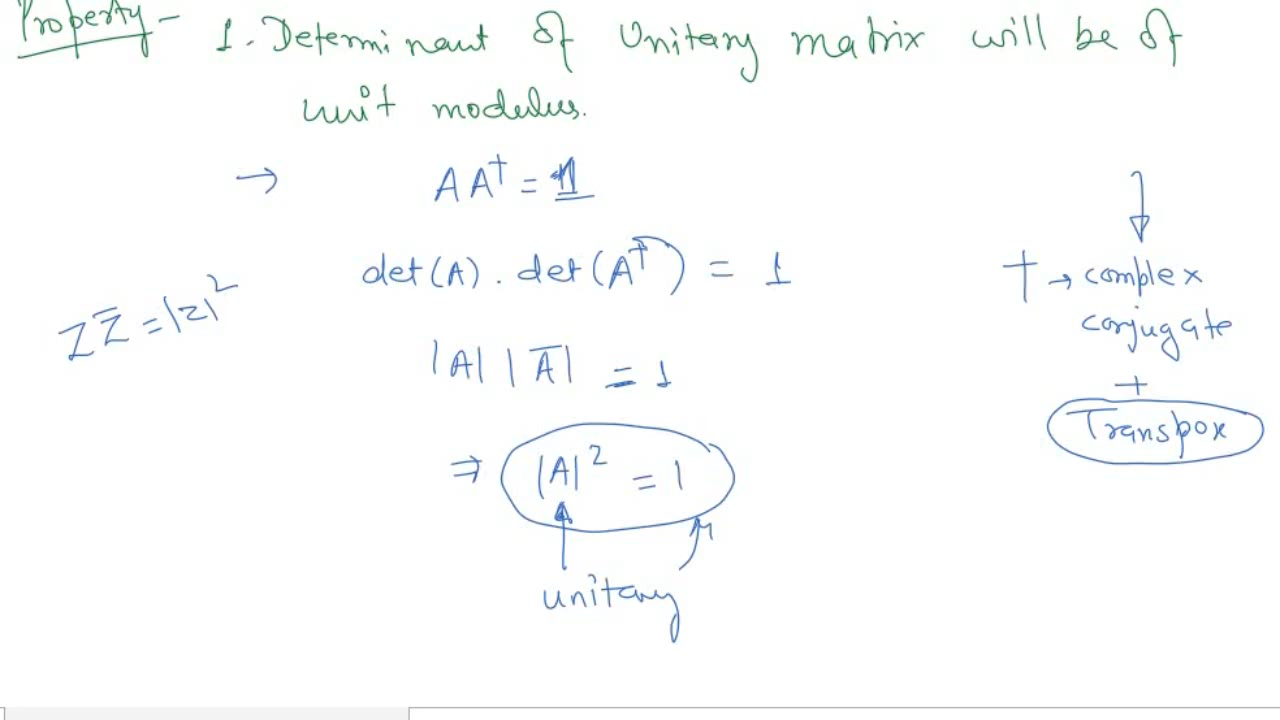 Property - 1. Determinant of Unitary matrix will be of
unit modulus.
→ AA† = 1
det(A) . det(A†) = 1
ZZ̅ = |z|²
|A| |A̅| = 1
⇒ |A|² = 1
unitary
† → complex
conjugate
+
Transpox